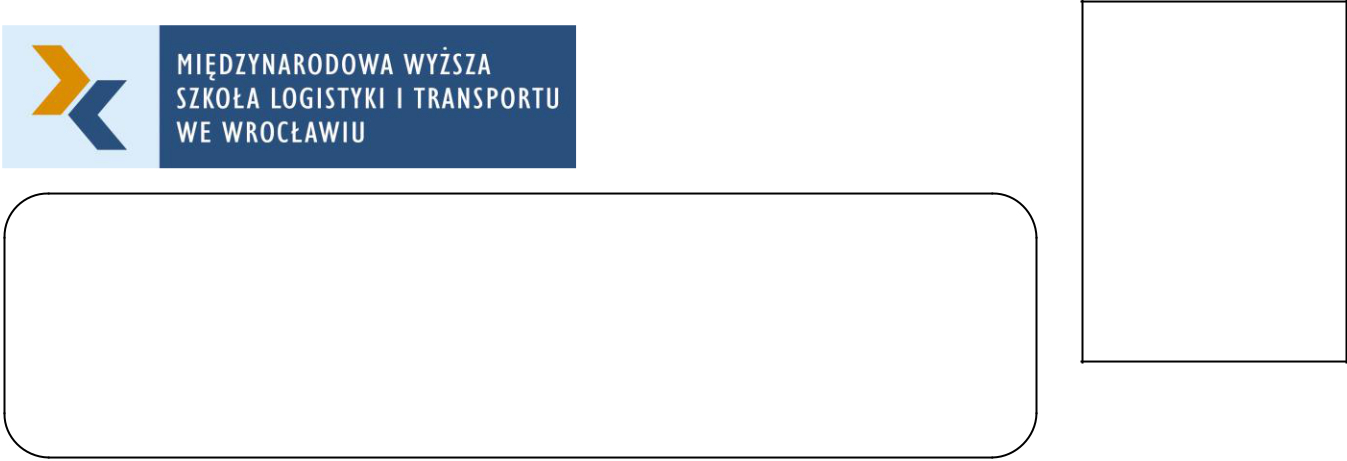 MIĘDZYNARODOWA WYŻSZA
SZKOŁA LOGISTYKI I TRANSPORTU
WE WROCŁAWIU